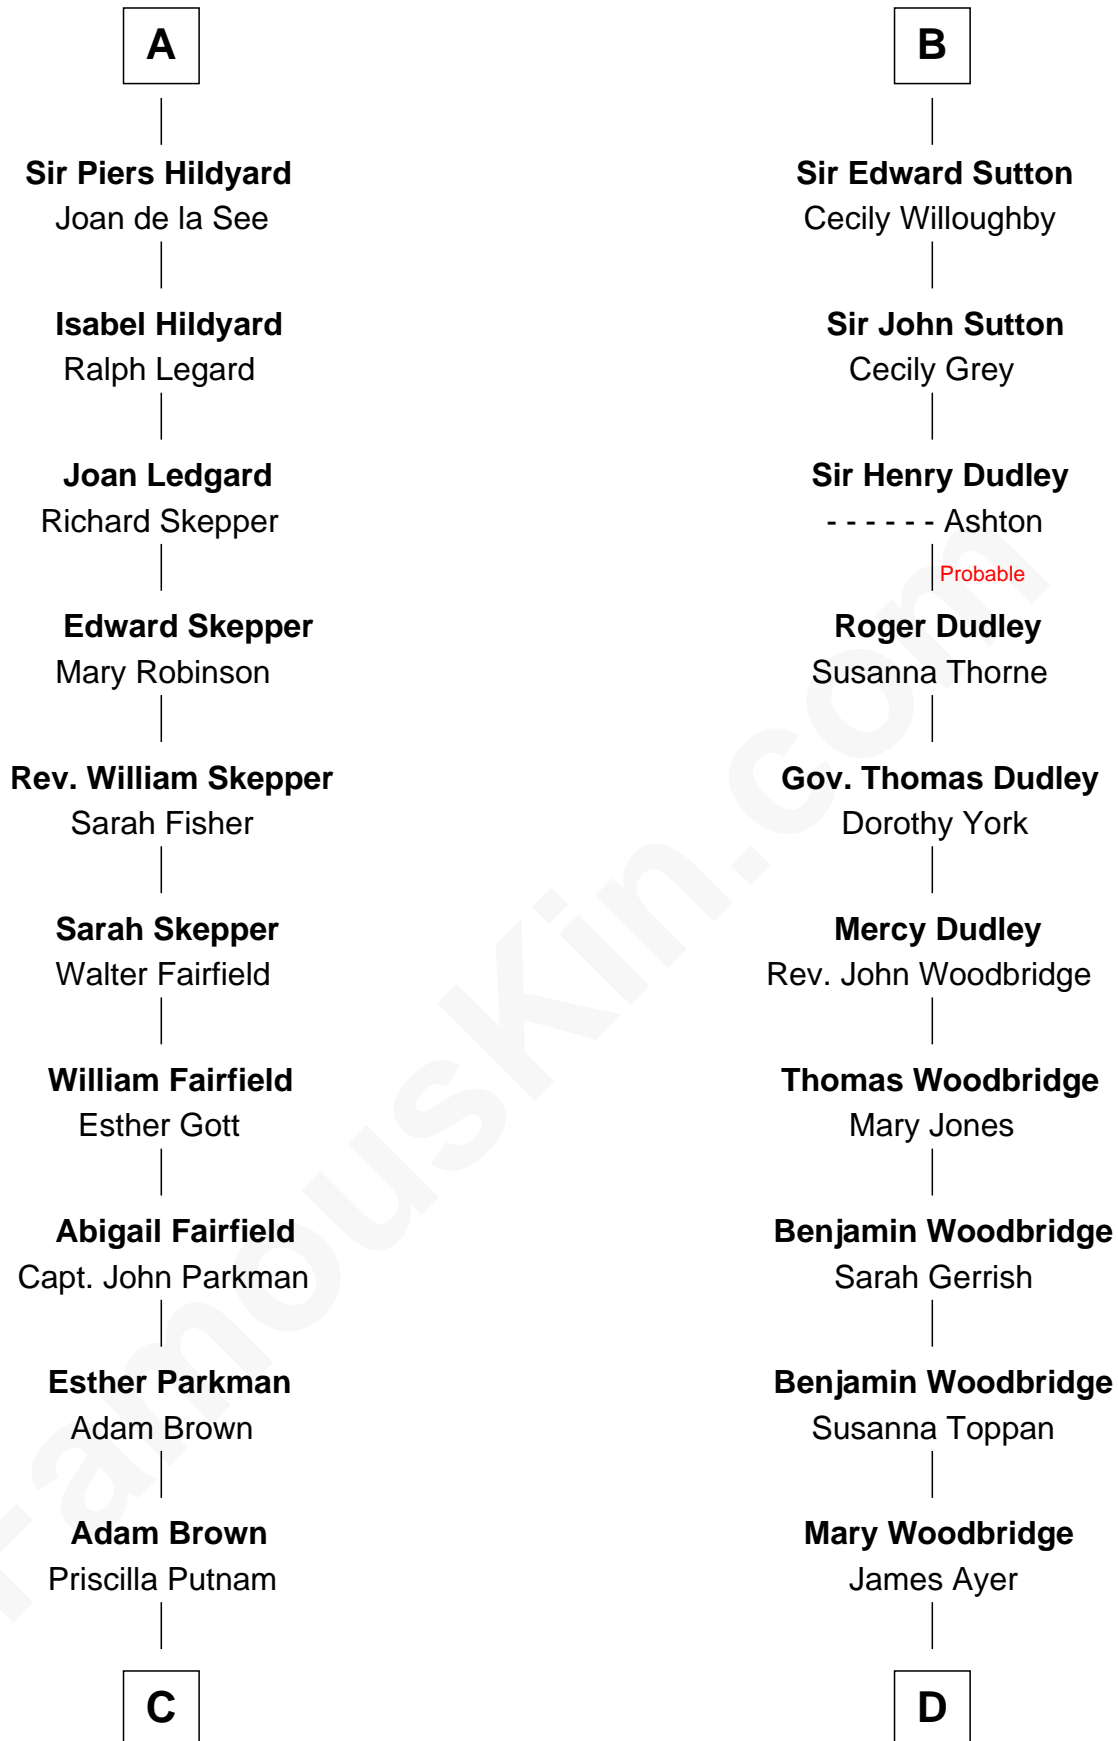 A
Sir Piers Hildyard
Joan de la See
Isabel Hildyard
Ralph Legard
Joan Ledgard
Richard Skepper
Edward Skepper
Mary Robinson
Rev. William Skepper
Sarah Fisher
Sarah Skepper
Walter Fairfield
William Fairfield
Esther Gott
Abigail Fairfield
Capt. John Parkman
Esther Parkman
Adam Brown
Adam Brown
Priscilla Putnam
C
B
Sir Edward Sutton
Cecily Willoughby
Sir John Sutton
Cecily Grey
Sir Henry Dudley
- - - - - - Ashton
Probable
Roger Dudley
Susanna Thorne
Gov. Thomas Dudley
Dorothy York
Mercy Dudley
Rev. John Woodbridge
Thomas Woodbridge
Mary Jones
Benjamin Woodbridge
Sarah Gerrish
Benjamin Woodbridge
Susanna Toppan
Mary Woodbridge
James Ayer
D
FamousKin.com